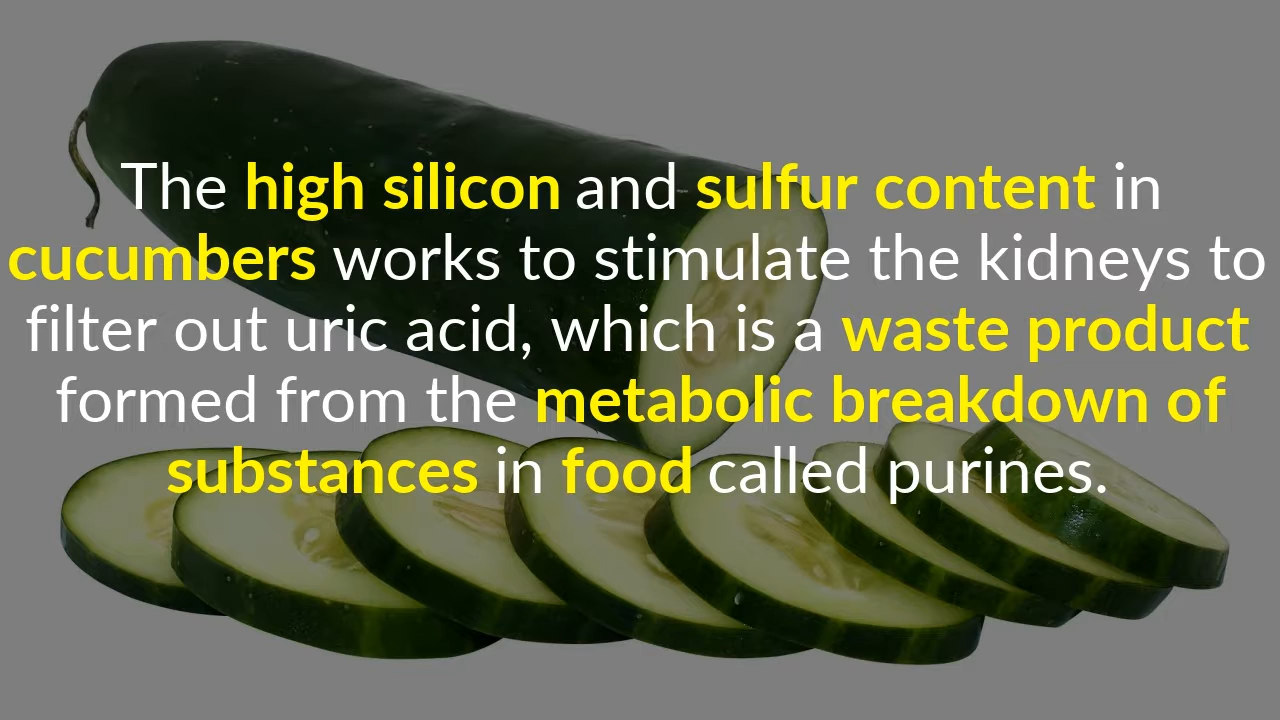 The high silicon and sulfur content in
cucumbers works to stimulate the kidneys to
filter out uric acid, which is a waste product
formed from the metabolic breakdown of
substances in food called purines.